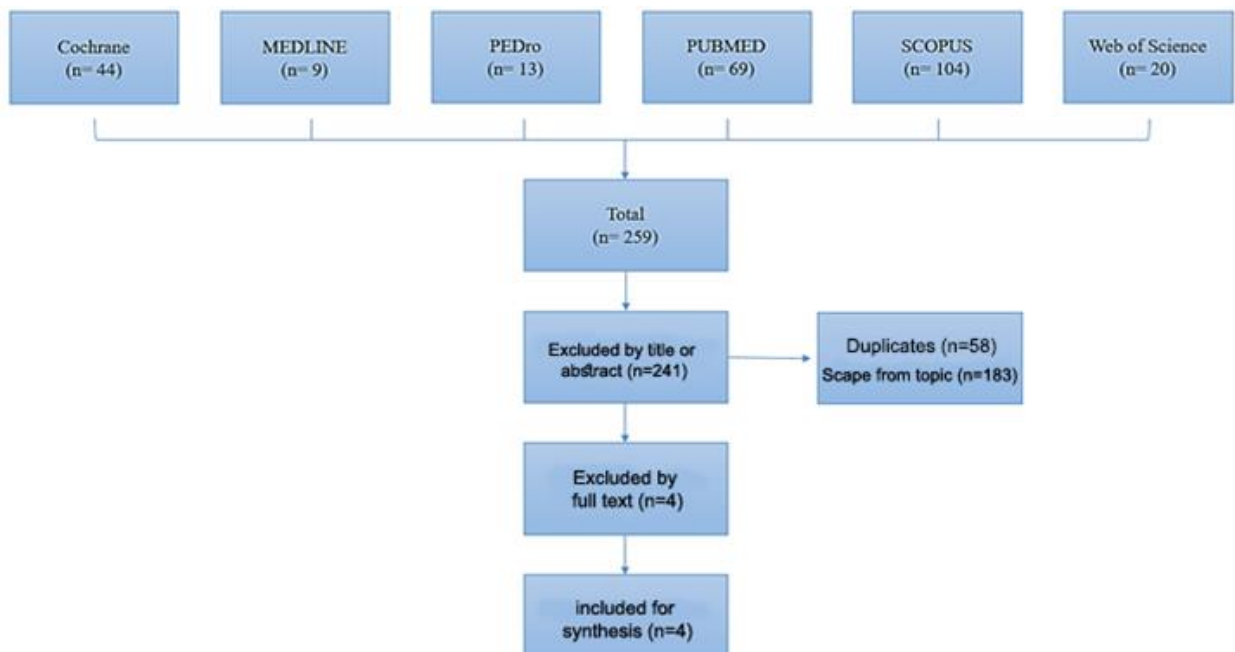 Cochrane
(n= 44)
MEDLINE
(n= 9)
PEDro
(n= 13)
PUBMED
(n= 69)
SCOPUS
(n= 104)
Web of Science
(n= 20)
Total
(n= 259)
Excluded by title or
abstract (n=241)
Duplicates (n=58)
Scape from topic (n=183)
Excluded by
full text (n=4)
included for
synthesis (n=4)